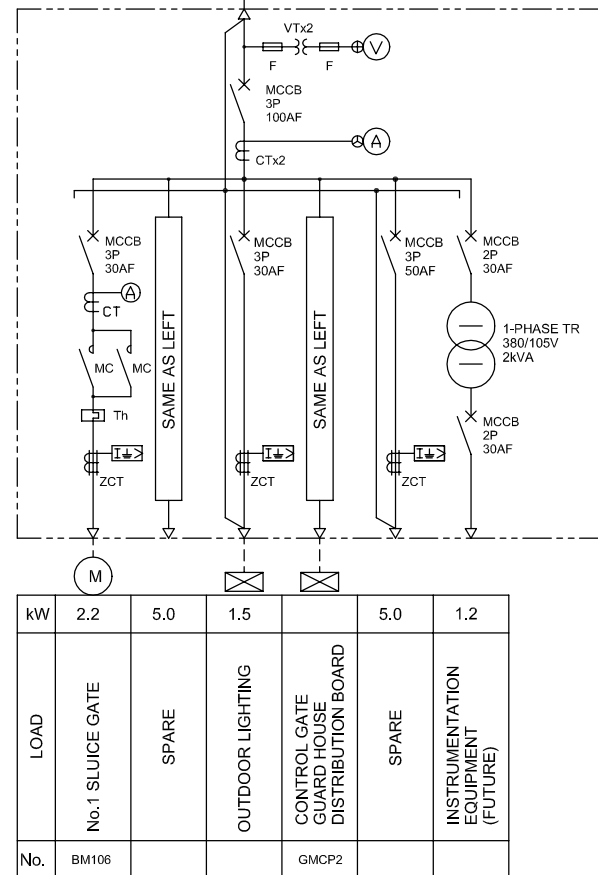 VTx2
F
F
V
MCCB
3P
100AF
A
CTx2
MCCB
3P
30AF
MCCB
3P
30AF
MCCB
3P
50AF
MCCB
2P
30AF
A
CT
SAME AS LEFT
SAME AS LEFT
1-PHASE TR
380/105V
2kVA
MC
MC
Th
MCCB
2P
30AF
I
ZCT
I
ZCT
I
ZCT
M
kW
2.2
5.0
1.5
5.0
1.2
LOAD
No.1 SLUICE GATE
SPARE
OUTDOOR LIGHTING
CONTROL GATE
GUARD HOUSE
DISTRIBUTION BOARD
SPARE
INSTRUMENTATION
EQUIPMENT
(FUTURE)
No.
BM106
GMCP2